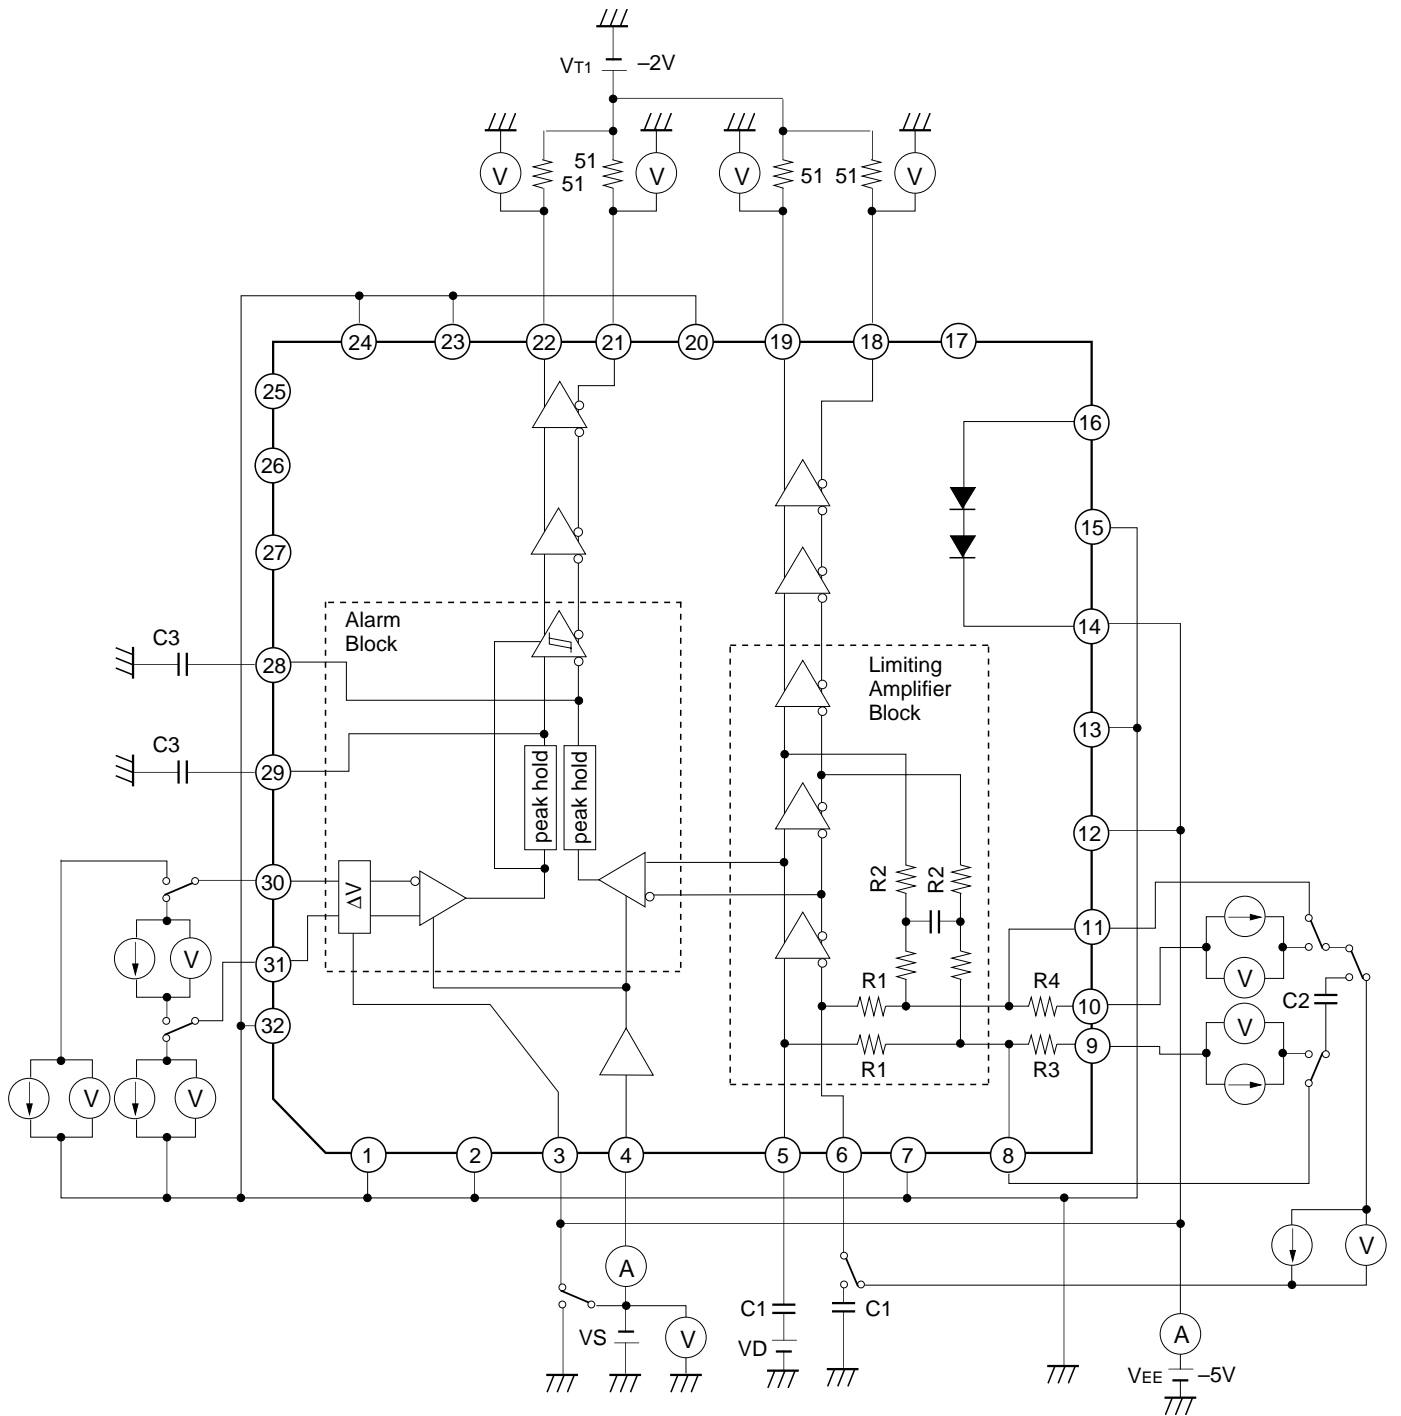 VT1 –2V
V 51 51 V V 51 51 V
24 23 22 21 20 19 18 17
25
16
26
15
27
Alarm
Block
14
C3
28
Limiting
Amplifier
Block
13
C3
29
peak hold
peak hold
12
R2 R2
30
ΔV
11
V
31
R1
R4
10
V
C2
32
R1
R3
9
V
V V
1 2 3 4 5 6 7 8
A
V
C1 C1
VS
V
VD
A
VEE –5V